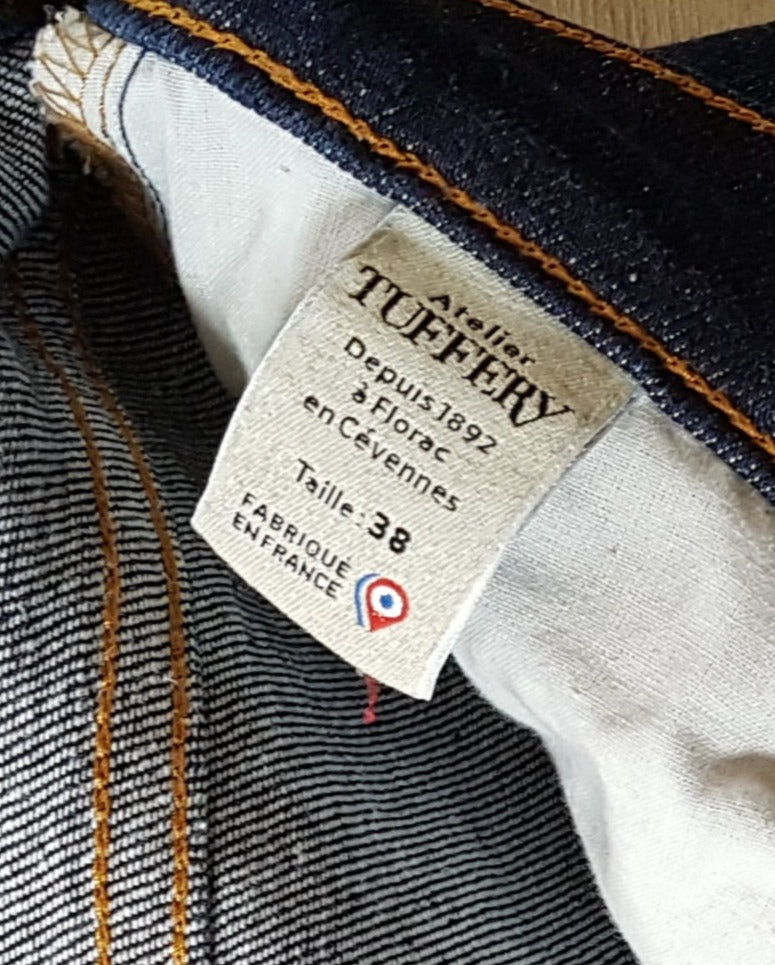 Atelier
TUFFERY
Depuis 1892
à Florac
en Cévennes
Taille : 38
FABRIQUÉ
EN FRANCE